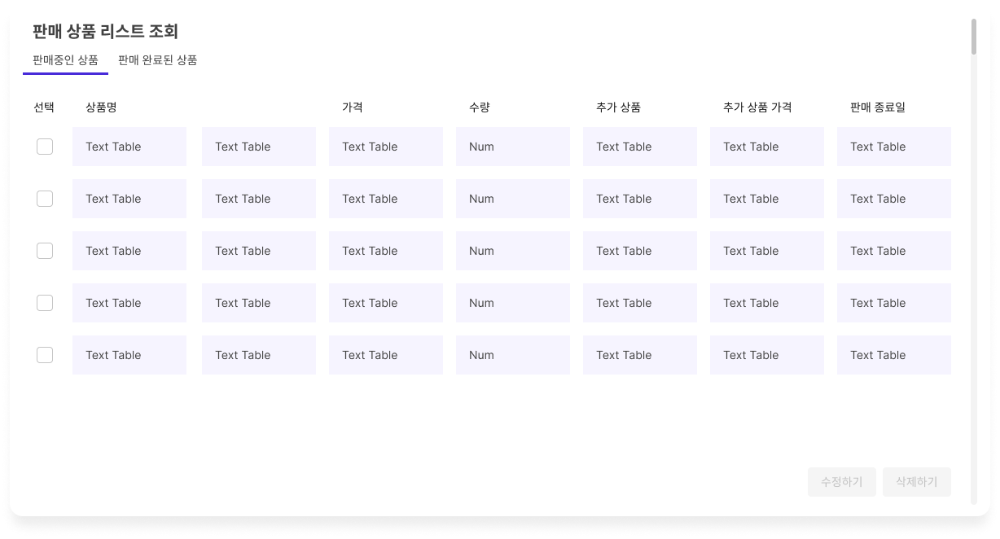 판매 상품 리스트 조회
판매중인 상품 판매 완료된 상품
선택 상품명 가격 수량 추가 상품 추가 상품 가격 판매 종료일
Text Table Text Table Text Table Num Text Table Text Table Text Table
Text Table Text Table Text Table Num Text Table Text Table Text Table
Text Table Text Table Text Table Num Text Table Text Table Text Table
Text Table Text Table Text Table Num Text Table Text Table Text Table
Text Table Text Table Text Table Num Text Table Text Table Text Table
수정하기 삭제하기